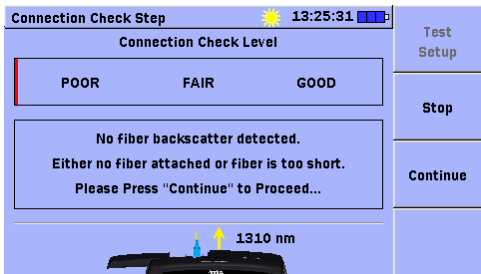 Connection Check Step 13:25:31
Connection Check Level
POOR FAIR GOOD
No fiber backscatter detected.
Either no fiber attached or fiber is too short.
Please Press "Continue" to Proceed...
1310 nm
Test
Setup
Stop
Continue